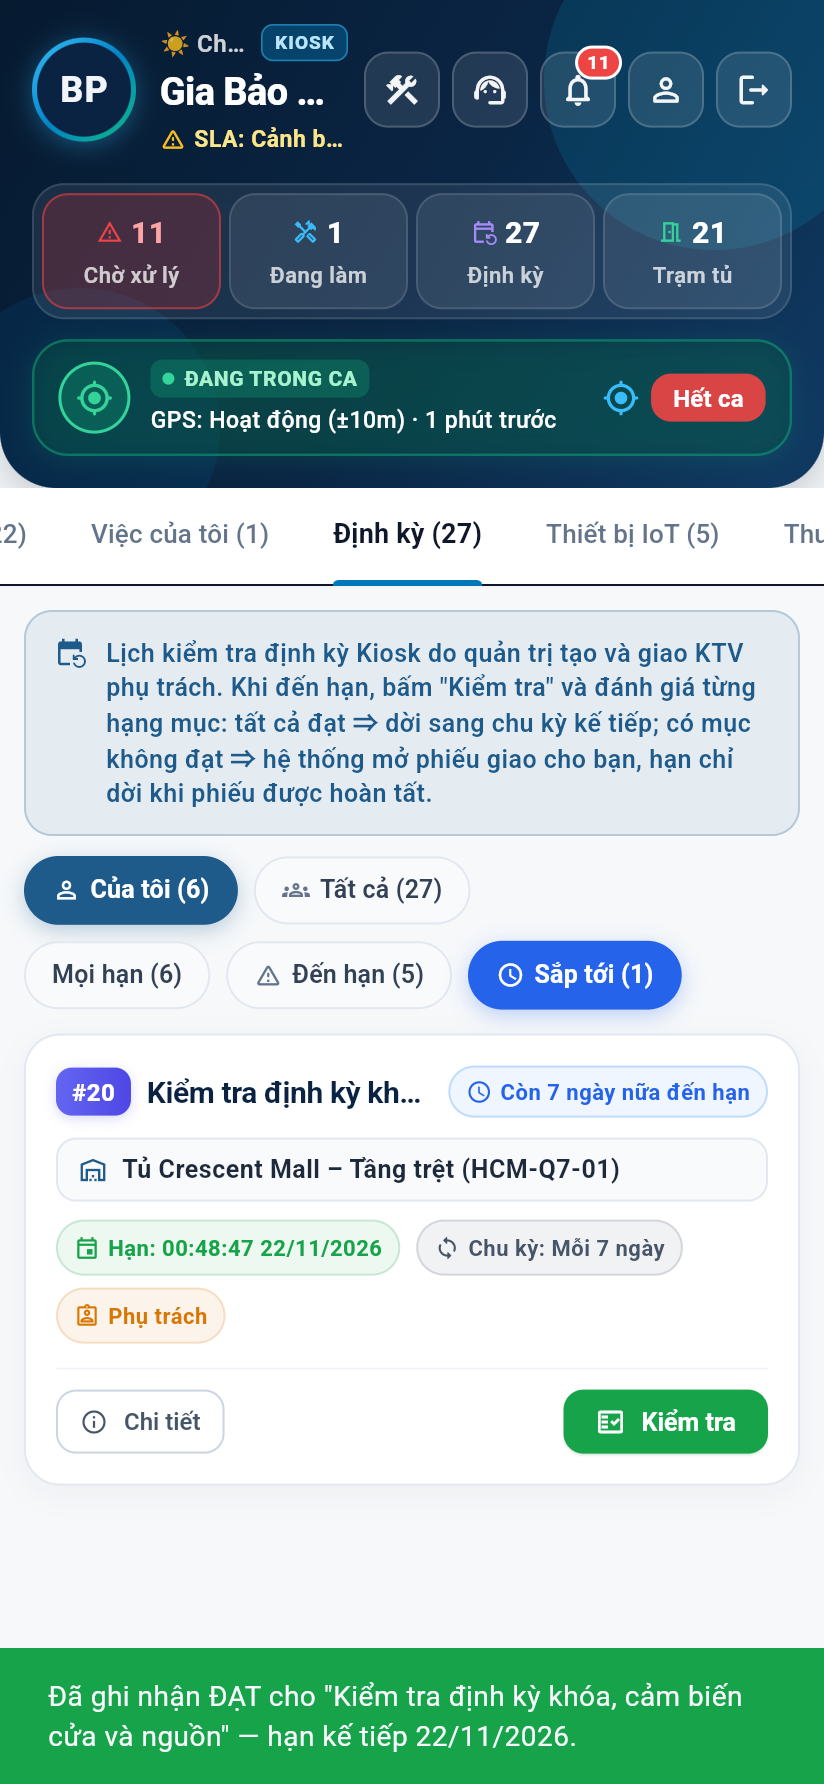 BP
Ch...
KIOSK
Gia Bảo ...
SLA: Cảnh b...
11
11
Chờ xử lý
1
Đang làm
27
Định kỳ
21
Trạm tủ
ĐANG TRONG CA
GPS: Hoạt động (±10m) · 1 phút trước
Hết ca
22)
Việc của tôi (1)
Định kỳ (27)
Thiết bị IoT (5)
Thu
Lịch kiểm tra định kỳ Kiosk do quản trị tạo và giao KTV
phụ trách. Khi đến hạn, bấm "Kiểm tra" và đánh giá từng
hạng mục: tất cả đạt ⇒ dời sang chu kỳ kế tiếp; có mục
không đạt ⇒ hệ thống mở phiếu giao cho bạn, hạn chỉ
dời khi phiếu được hoàn tất.
Của tôi (6)
Tất cả (27)
Mọi hạn (6)
Đến hạn (5)
Sắp tới (1)
#20
Kiểm tra định kỳ kh...
Còn 7 ngày nữa đến hạn
Tủ Crescent Mall – Tầng trệt (HCM-Q7-01)
Hạn: 00:48:47 22/11/2026
Chu kỳ: Mỗi 7 ngày
Phụ trách
Chi tiết
Kiểm tra
Đã ghi nhận ĐẠT cho "Kiểm tra định kỳ khóa, cảm biến
cửa và nguồn" — hạn kế tiếp 22/11/2026.